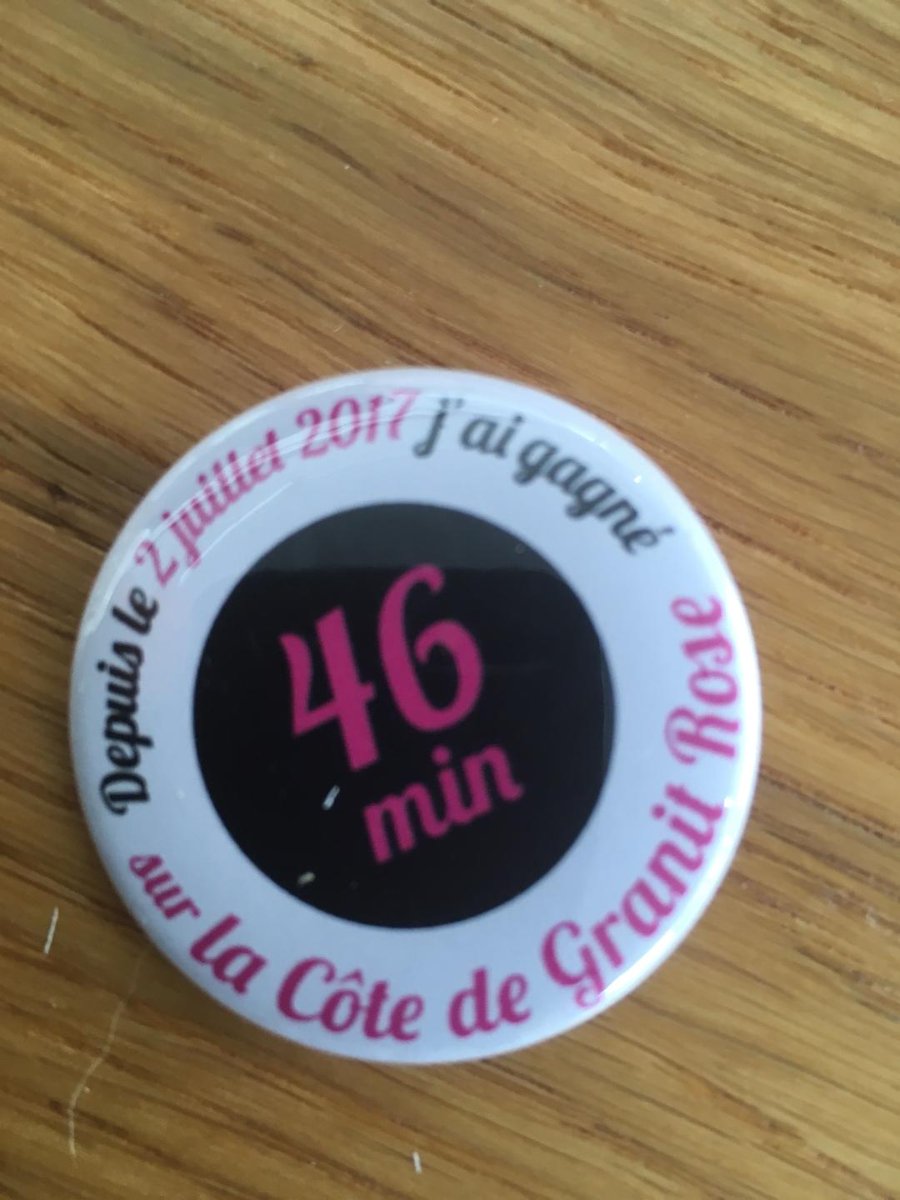 Depuis le 2 juillet 2017 j'ai gagné
46
min
sur la Côte de Granit Rose